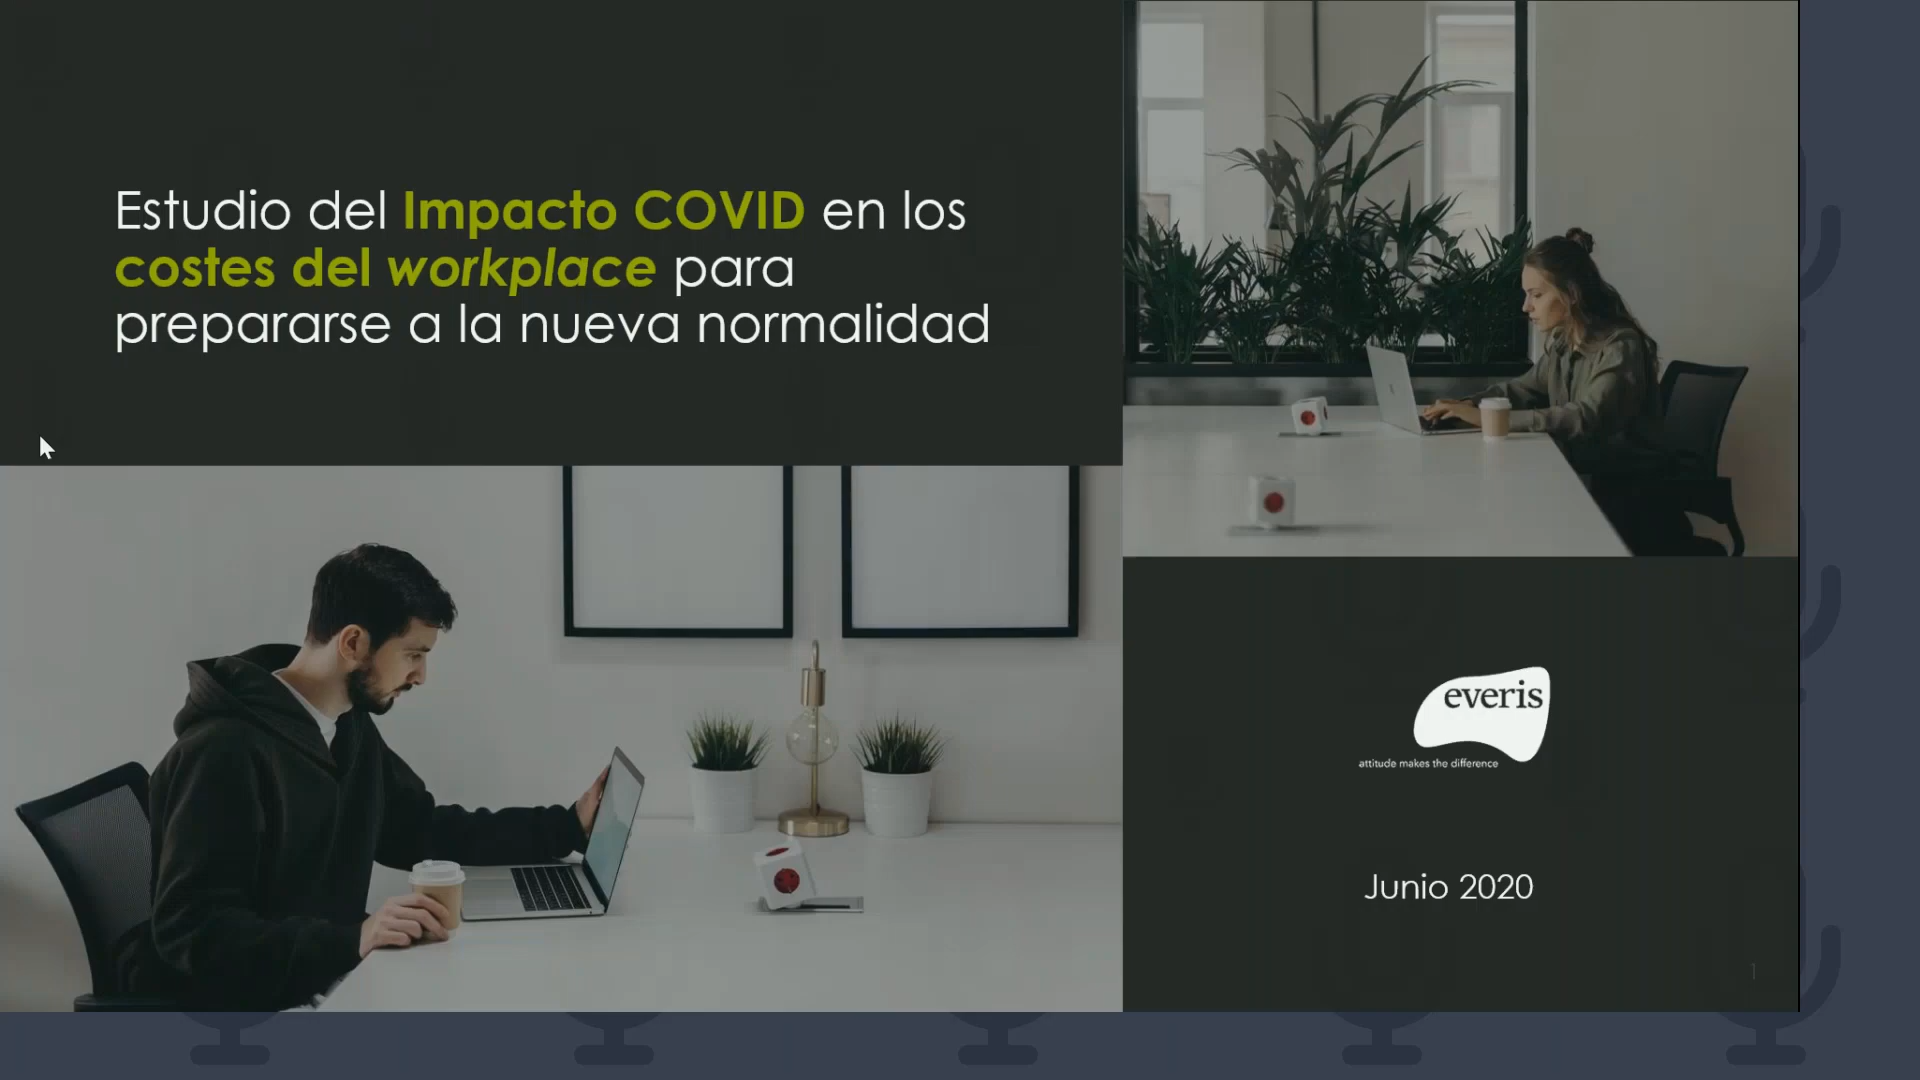 Estudio del Impacto COVID en los
costes del workplace para
prepararse a la nueva normalidad
everis
attitude makes the difference
Junio 2020
1